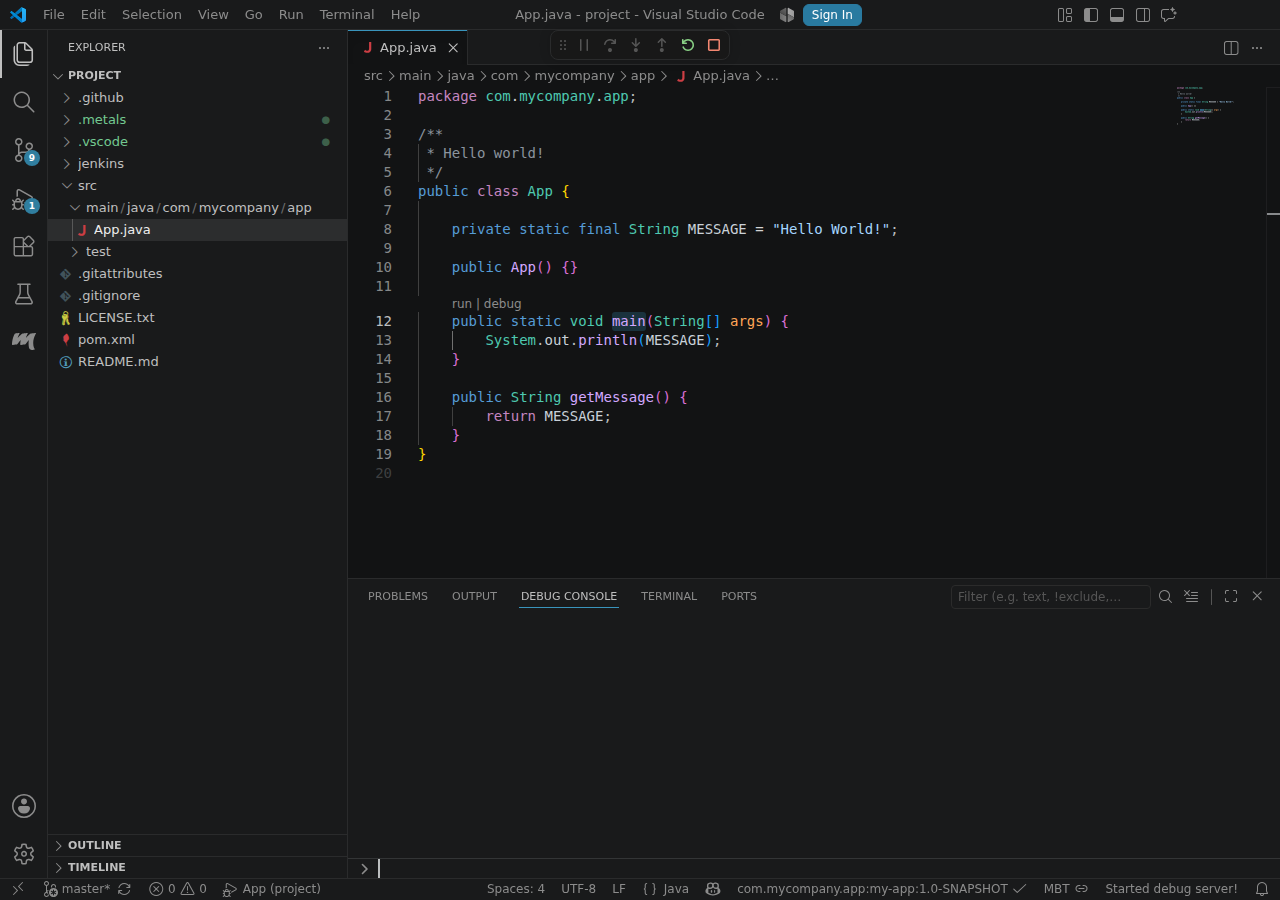 File Edit Selection View Go Run Terminal Help
App.java - project - Visual Studio Code
Sign In
EXPLORER
PROJECT
.github
.metals
.vscode
jenkins
src
main/java/com/mycompany/app
App.java
test
.gitattributes
.gitignore
LICENSE.txt
pom.xml
README.md
OUTLINE
TIMELINE
9
1
App.java
src main java com mycompany app App.java ...
1 package com.mycompany.app;
2
3 /**
4 * Hello world!
5 */
6 public class App {
7
8 private static final String MESSAGE = "Hello World!";
9
10 public App() {}
11
run | debug
12 public static void main(String[] args) {
13 System.out.println(MESSAGE);
14 }
15
16 public String getMessage() {
17 return MESSAGE;
18 }
19 }
20
PROBLEMS OUTPUT DEBUG CONSOLE TERMINAL PORTS
Filter (e.g. text, !exclude,...
master* 0 0 App (project)
Spaces: 4 UTF-8 LF { } Java com.mycompany.app:my-app:1.0-SNAPSHOT MBT Started debug server!